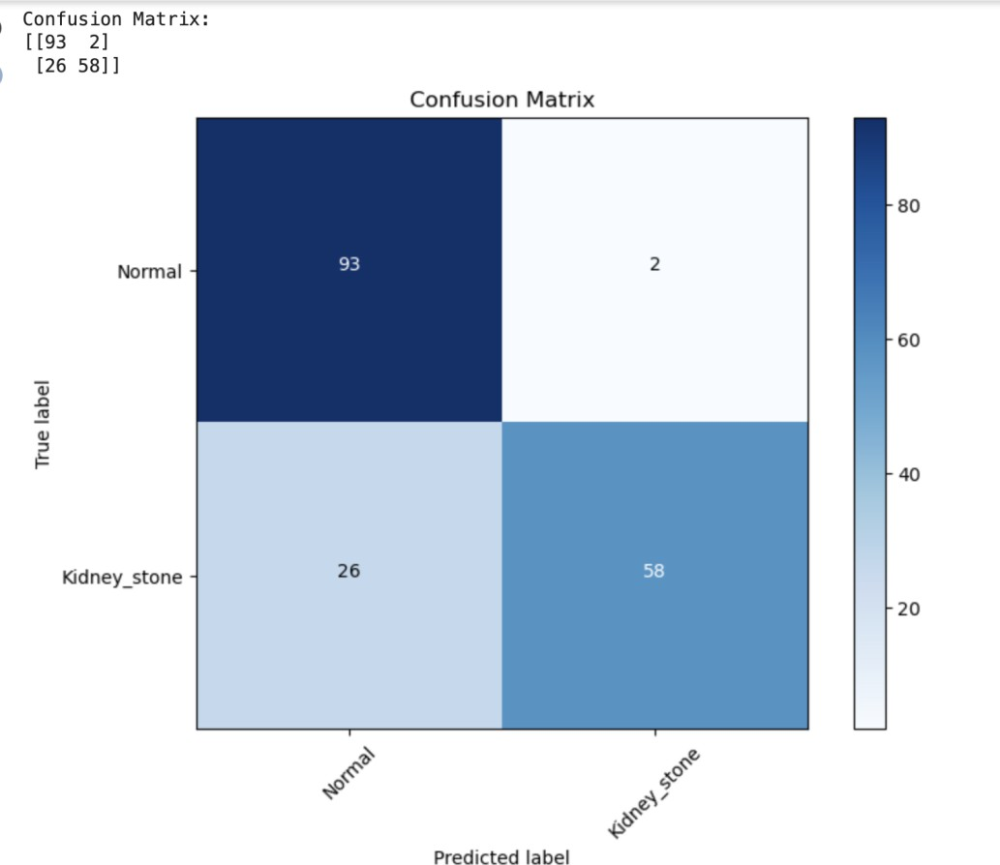 Confusion Matrix:
[[93  2]
 [26 58]]
Confusion Matrix
93
2
26
58
Normal
Kidney_stone
True label
Normal
Kidney_stone
Predicted label
80
60
40
20